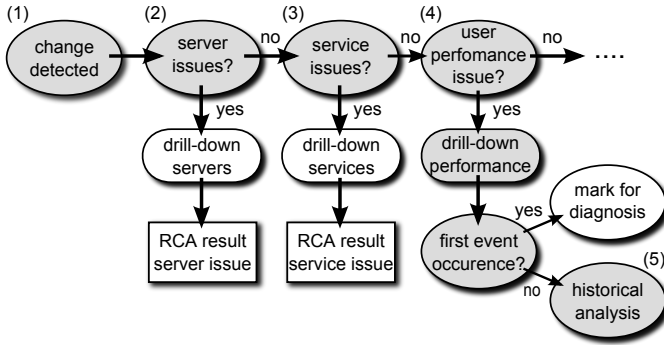 (1)
change
detected
(2)
server
issues?
no
(3)
service
issues?
no
(4)
user
perfomance
issue?
no
....
yes
yes
yes
drill-down
servers
drill-down
services
drill-down
performance
RCA result
server issue
RCA result
service issue
first event
occurence?
yes
mark for
diagnosis
no
(5)
historical
analysis